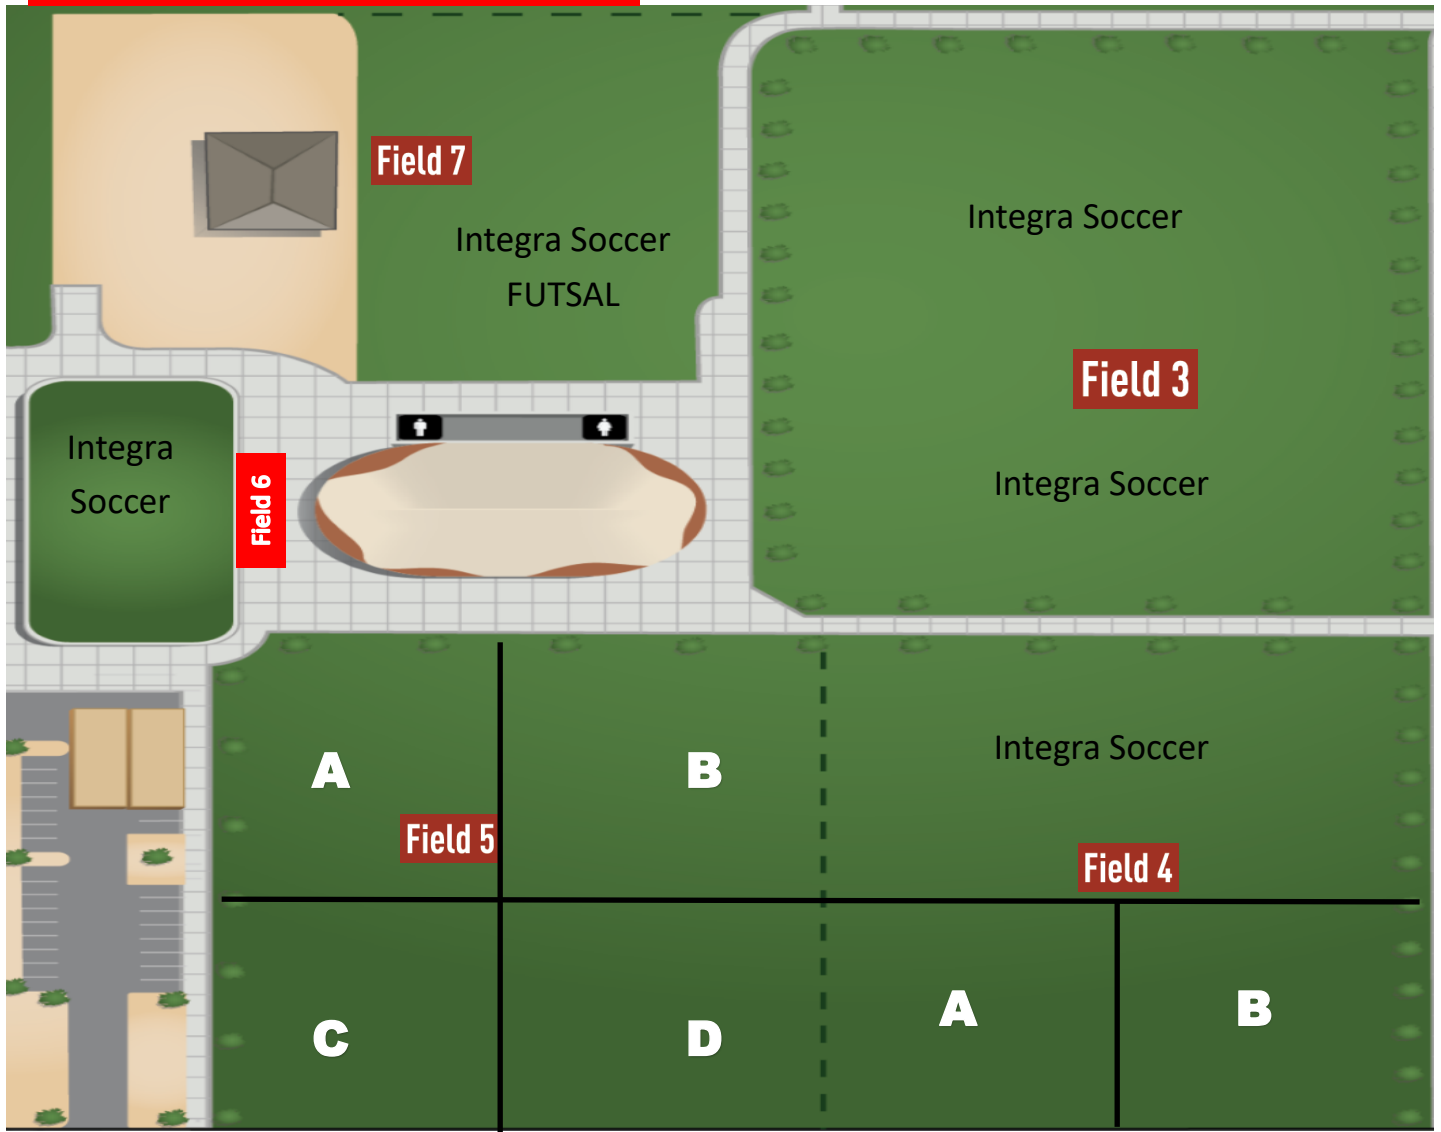 Field 7
Integra Soccer
FUTSAL
Integra Soccer
Field 3
Integra Soccer
Integra
Soccer
Field 6
A
B
Field 5
C
D
Integra Soccer
Field 4
A
B